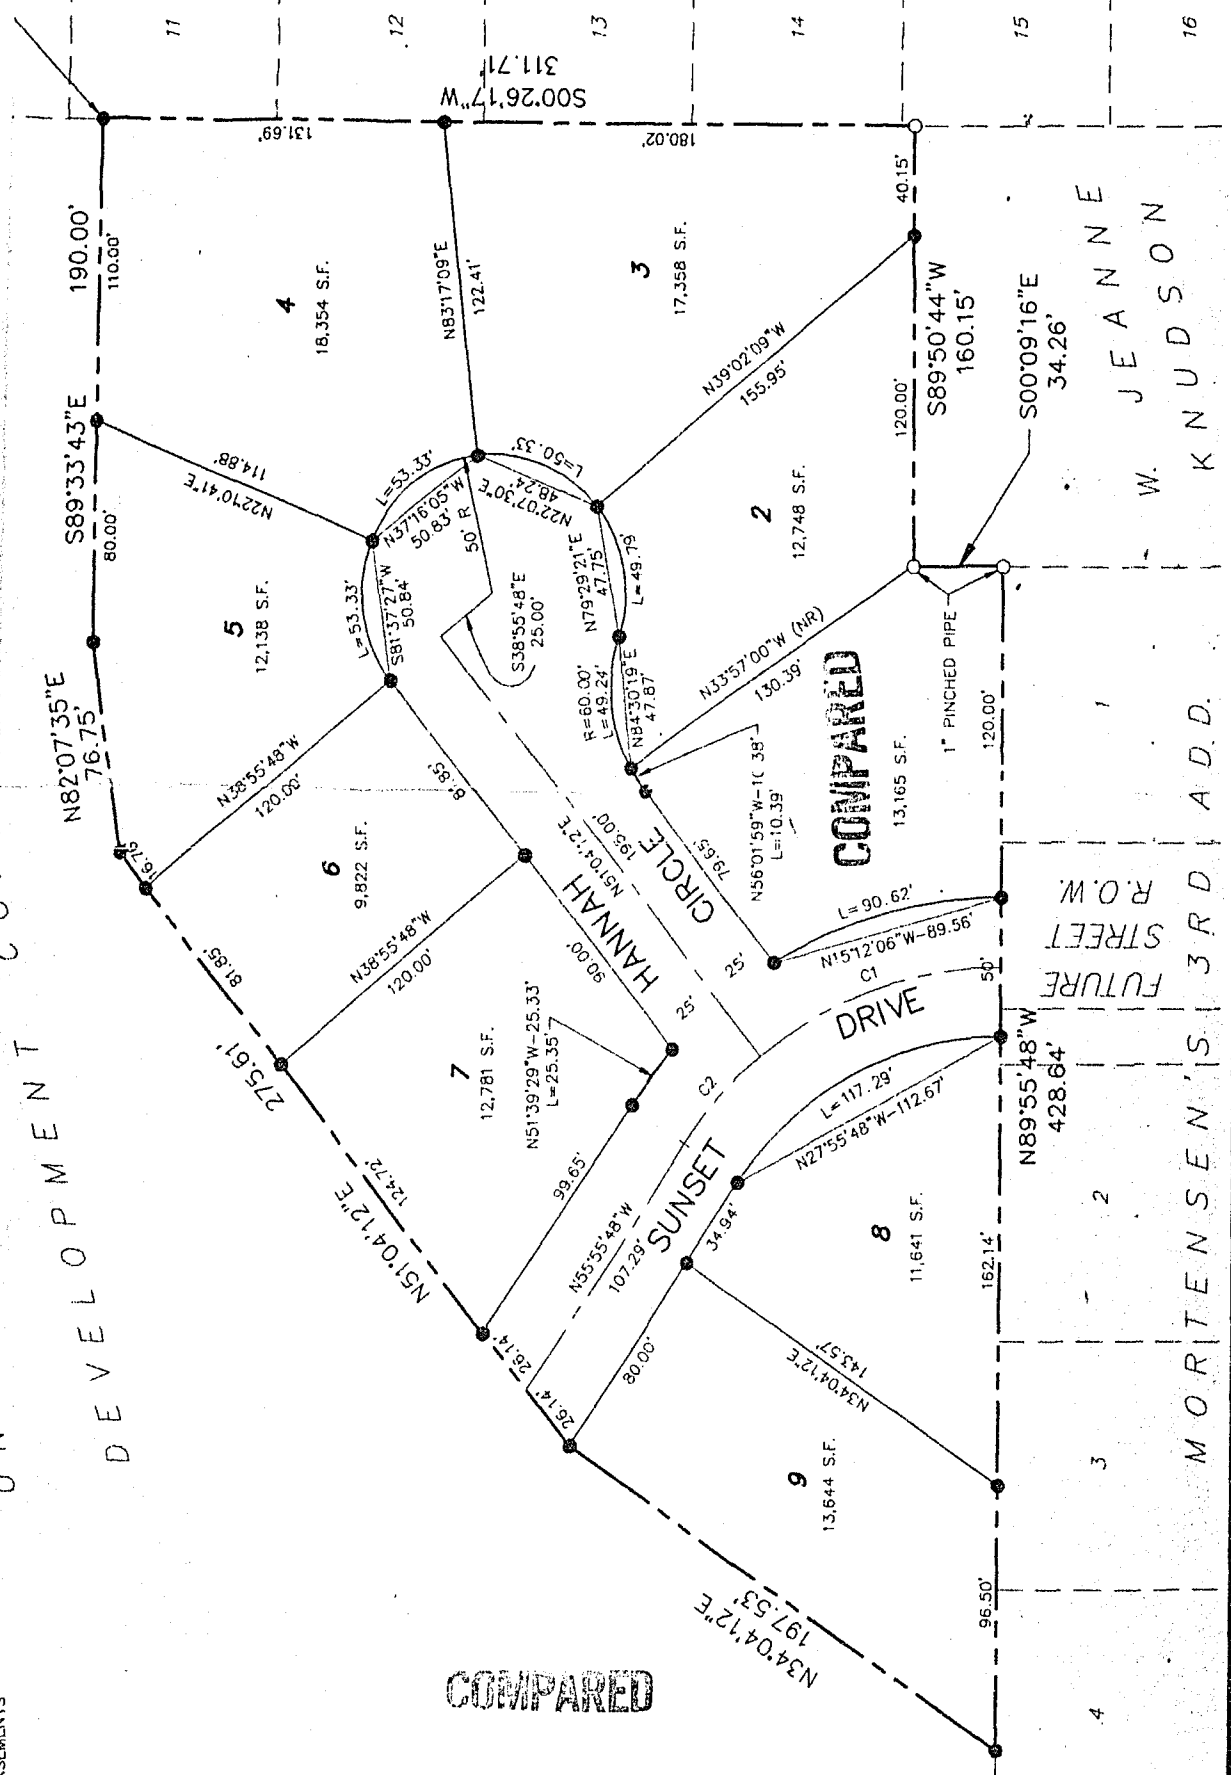 11
12
13
14
15
16
S00°26'17"W
311.71'
131.69'
180.02'
190.00'
110.00'
S89°33'43"E
80.00'
N82°07'35"E
76.75'
16.76'
81.85'
275.61'
124.72'
N51°04'12"E
26.14'
26.14'
N34°04'12"E
197.53'
DEVELOPMENT
4
18,354 S.F.
N83°17'09"E
122.41'
3
17,358 S.F.
40.15'
N39°02'09"W
155.95'
S89°50'44"W
160.15'
120.00'
S00°09'16"E
34.26'
W. JEANNE
KNUDSON
N22°10'41"E
114.88'
L=53.33'
N37°16'05"W
50.83'
50' R
L=50.33'
N22°07'30"E
48.24'
5
12,138 S.F.
L=53.33'
S81°37'27"W
50.84'
S38°55'48"E
25.00'
N79°29'21"E
47.75'
L=49.79'
2
12,748 S.F.
R=60.00'
L=49.24'
N84°30'19"E
47.87'
N33°57'00"W (NR)
130.39'
1" PINCHED PIPE
N38°55'48"W
120.00'
81.85'
6
9,822 S.F.
N38°55'48"W
120.00'
90.00'
HANNAH
CIRCLE
N51°04'12"E
195.00'
79.65'
L=10.39'
COMPARED
13,165 S.F.
120.00'
1
25'
25'
L=90.62'
N15°12'06"W-89.56'
C1
DRIVE
50'
FUTURE
STREET
R.O.W.
7
12,781 S.F.
N51°39'29"W-25.33'
L=25.35'
99.65'
C2
SUNSET
N55°55'48"W
107.29'
L=117.29'
N27°55'48"W-112.67'
34.94'
N89°55'48"W
428.64'
8
11,641 S.F.
162.14'
2
80.00'
N34°04'12"E
143.57'
9
13,644 S.F.
96.50'
3
4
MORTENSEN'S 3RD ADD.
COMPARED